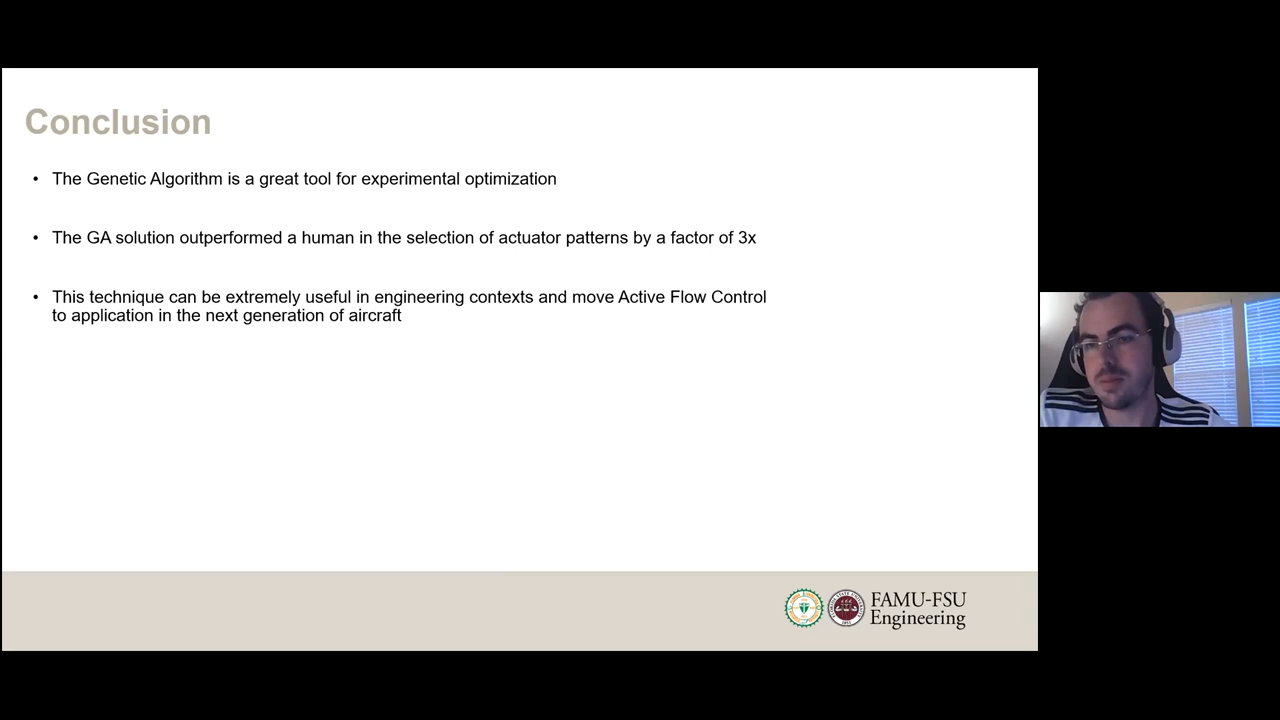 Conclusion
• The Genetic Algorithm is a great tool for experimental optimization
• The GA solution outperformed a human in the selection of actuator patterns by a factor of 3x
• This technique can be extremely useful in engineering contexts and move Active Flow Control
to application in the next generation of aircraft
FAMU-FSU
Engineering